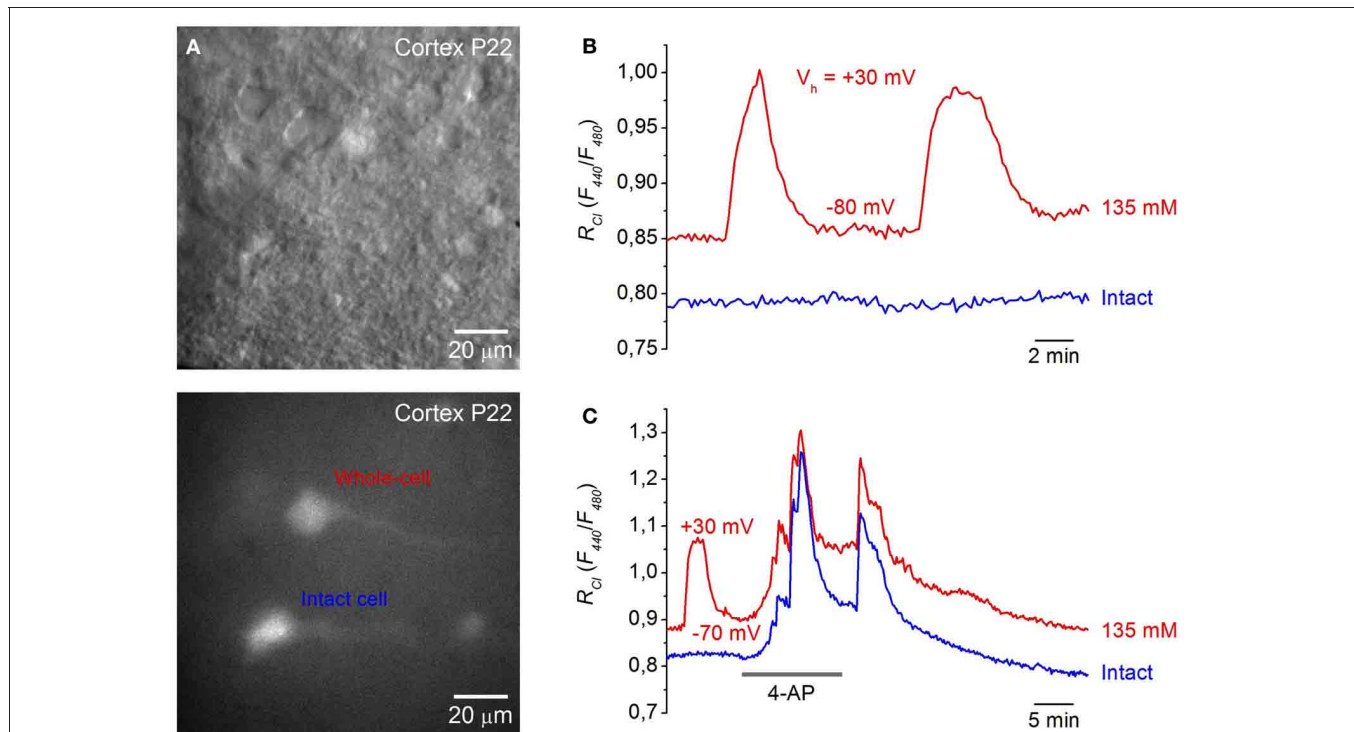 A
Cortex P22
20 μm
Cortex P22
Whole-cell
Intact cell
20 μm
B
R_Cl (F_440/F_480)
1,00
0,95
0,90
0,85
0,80
0,75
V_h = +30 mV
-80 mV
135 mM
Intact
2 min
C
R_Cl (F_440/F_480)
1,3
1,2
1,1
1,0
0,9
0,8
0,7
+30 mV
-70 mV
4-AP
135 mM
Intact
5 min